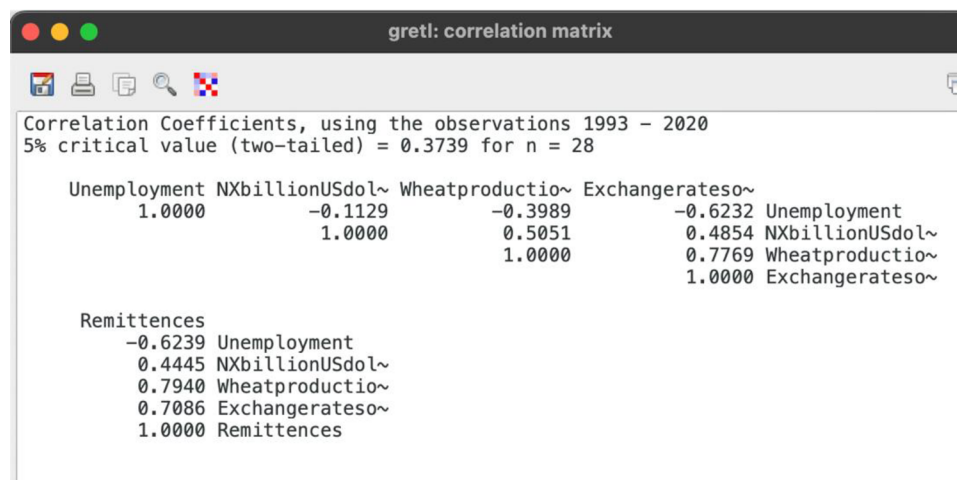 gretl: correlation matrix
Correlation Coefficients, using the observations 1993 – 2020
5% critical value (two-tailed) = 0.3739 for n = 28
Unemployment NXbillionUSdol~ Wheatproductio~ Exchangerateso~
1.0000 -0.1129 -0.3989 -0.6232 Unemployment
1.0000 0.5051 0.4854 NXbillionUSdol~
1.0000 0.7769 Wheatproductio~
1.0000 Exchangerateso~
Remittences
-0.6239 Unemployment
0.4445 NXbillionUSdol~
0.7940 Wheatproductio~
0.7086 Exchangerateso~
1.0000 Remittences